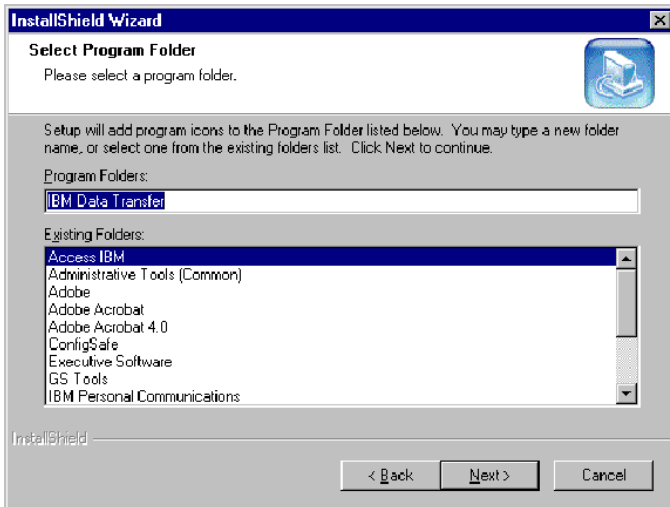 InstallShield Wizard
Select Program Folder
Please select a program folder.
Setup will add program icons to the Program Folder listed below. You may type a new folder
name, or select one from the existing folders list. Click Next to continue.
Program Folders:
IBM Data Transfer
Existing Folders:
Access IBM
Administrative Tools (Common)
Adobe
Adobe Acrobat
Adobe Acrobat 4.0
ConfigSafe
Executive Software
GS Tools
IBM Personal Communications
InstallShield
< Back
Next >
Cancel